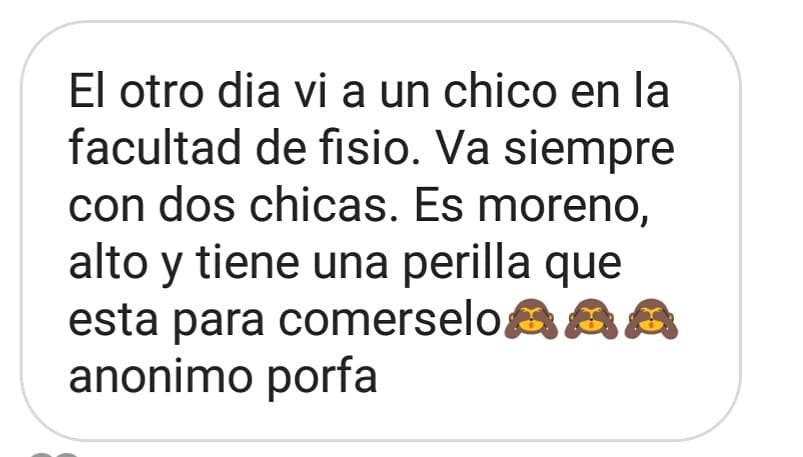 El otro dia vi a un chico en la
facultad de fisio. Va siempre
con dos chicas. Es moreno,
alto y tiene una perilla que
esta para comerselo🙈🙈🙈
anonimo porfa